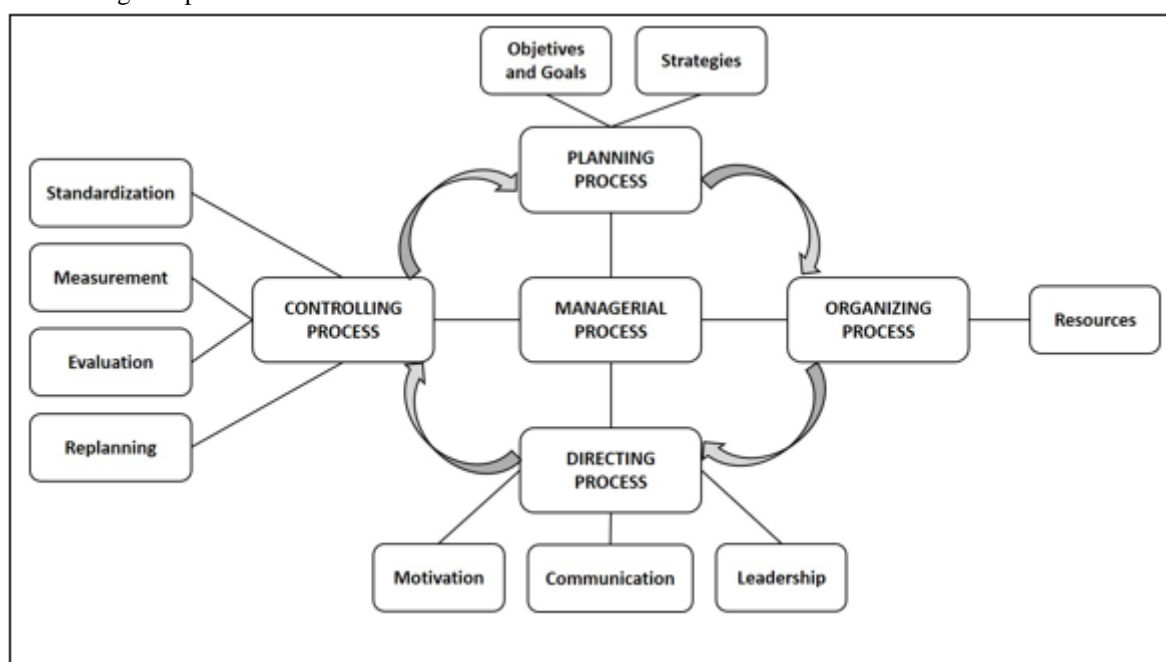 Objetives
and Goals
Strategies
PLANNING
PROCESS
Standardization
Measurement
Evaluation
Replanning
CONTROLLING
PROCESS
MANAGERIAL
PROCESS
ORGANIZING
PROCESS
Resources
DIRECTING
PROCESS
Motivation
Communication
Leadership